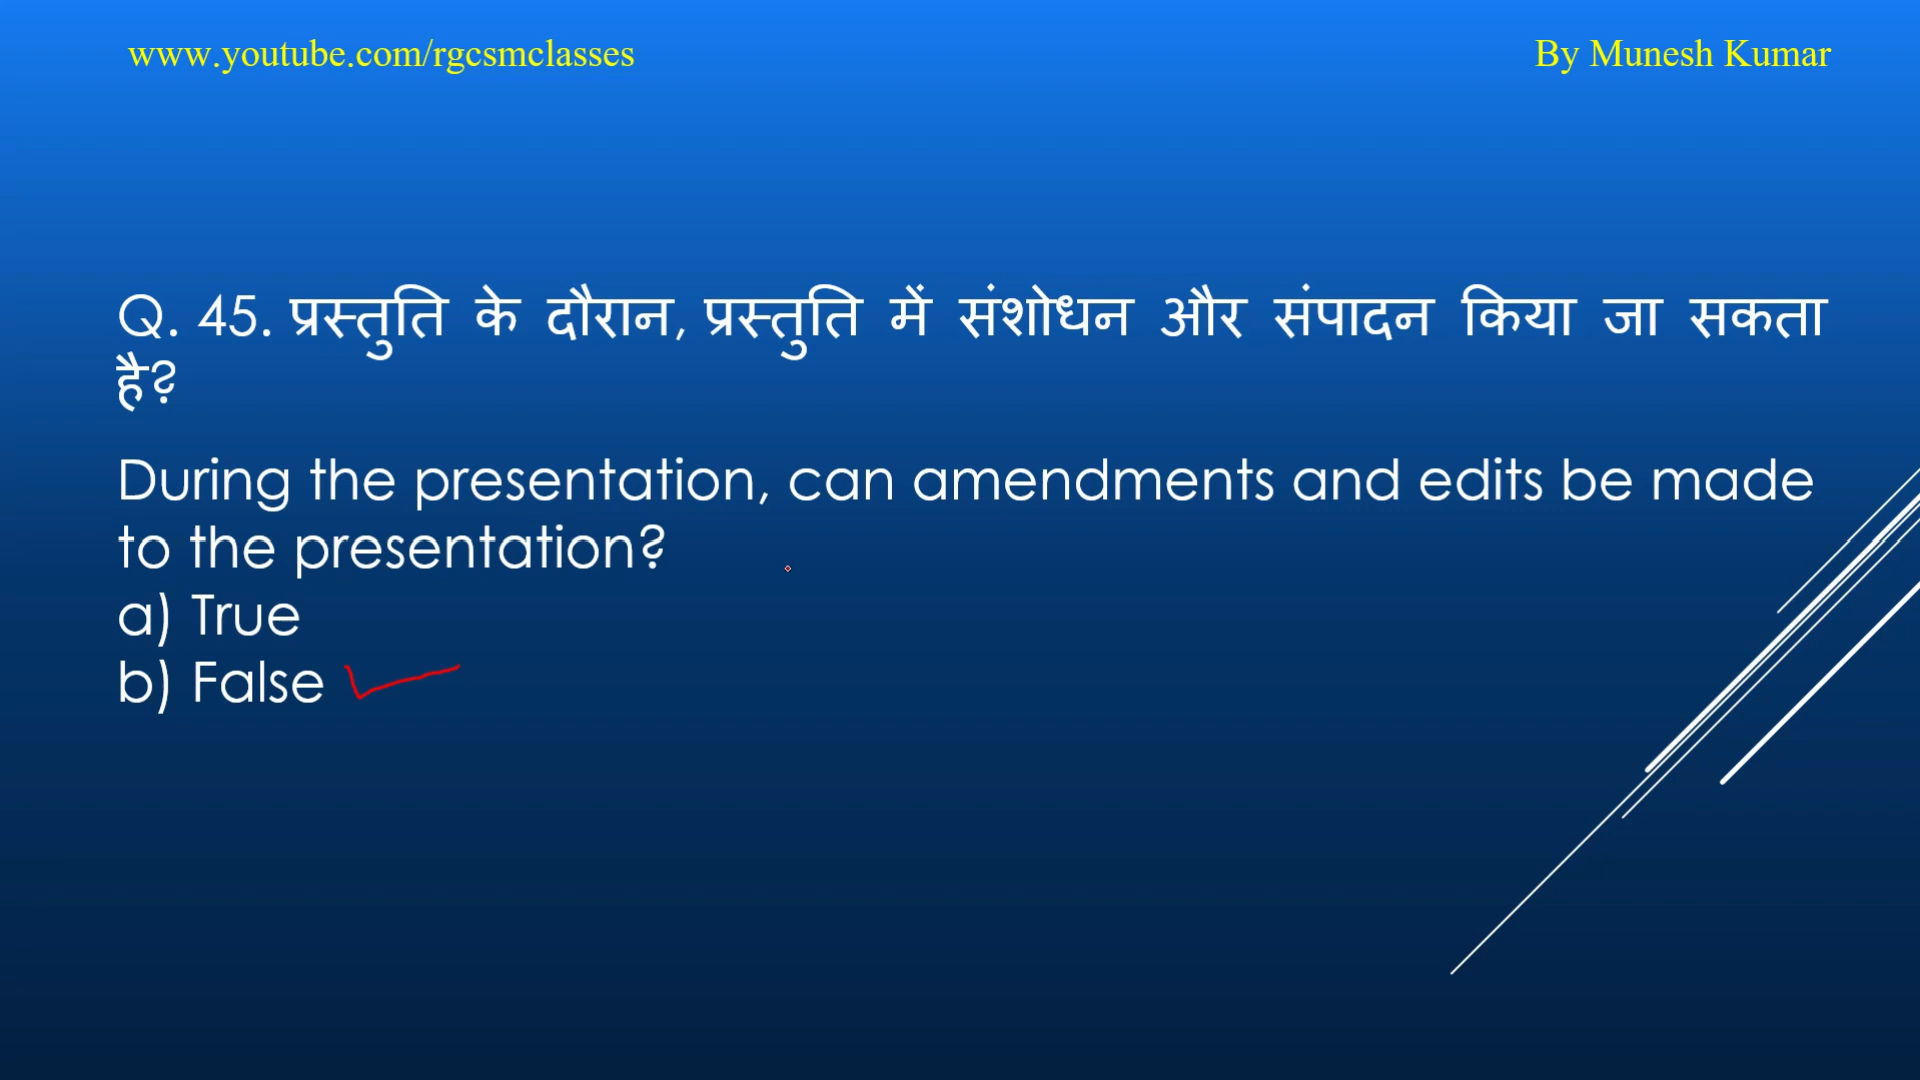 www.youtube.com/rgcsmclasses
By Munesh Kumar
Q. 45. प्रस्तुति के दौरान, प्रस्तुति में संशोधन और संपादन किया जा सकता
है?
During the presentation, can amendments and edits be made
to the presentation?
a) True
b) False